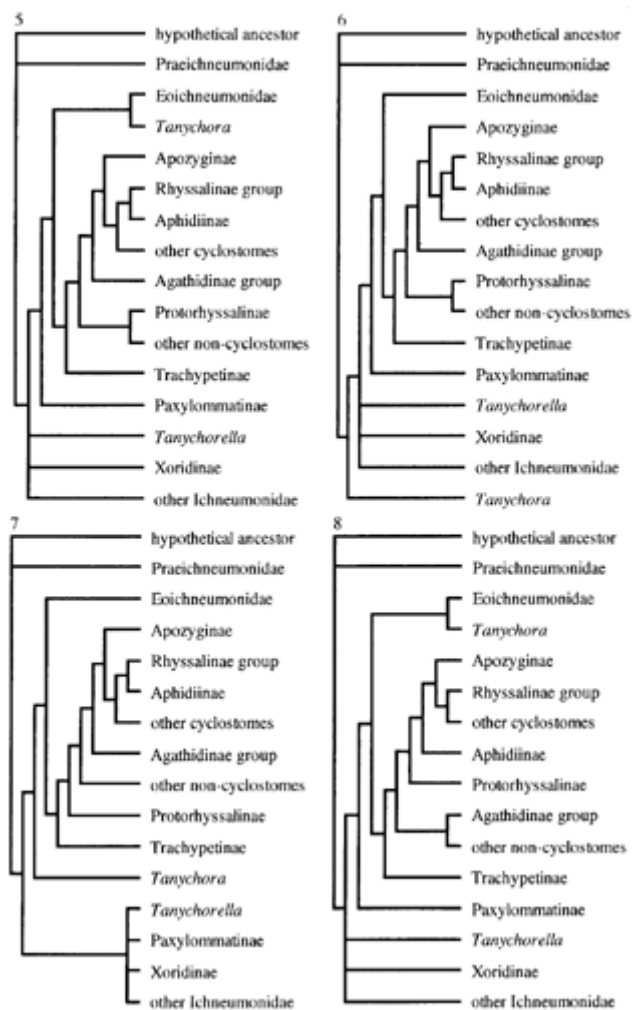 5
hypothetical ancestor
Praeichneumonidae
Eoichneumonidae
Tanychora
Apozyginae
Rhyssalinae group
Aphidiinae
other cyclostomes
Agathidinae group
Protorhyssalinae
other non-cyclostomes
Trachypetinae
Paxylommatinae
Tanychorella
Xoridinae
other Ichneumonidae
6
hypothetical ancestor
Praeichneumonidae
Eoichneumonidae
Apozyginae
Rhyssalinae group
Aphidiinae
other cyclostomes
Agathidinae group
Protorhyssalinae
other non-cyclostomes
Trachypetinae
Paxylommatinae
Tanychorella
Xoridinae
other Ichneumonidae
Tanychora
7
hypothetical ancestor
Praeichneumonidae
Eoichneumonidae
Apozyginae
Rhyssalinae group
Aphidiinae
other cyclostomes
Agathidinae group
other non-cyclostomes
Protorhyssalinae
Trachypetinae
Tanychora
Tanychorella
Paxylommatinae
Xoridinae
other Ichneumonidae
8
hypothetical ancestor
Praeichneumonidae
Eoichneumonidae
Tanychora
Apozyginae
Rhyssalinae group
other cyclostomes
Aphidiinae
Protorhyssalinae
Agathidinae group
other non-cyclostomes
Trachypetinae
Paxylommatinae
Tanychorella
Xoridinae
other Ichneumonidae